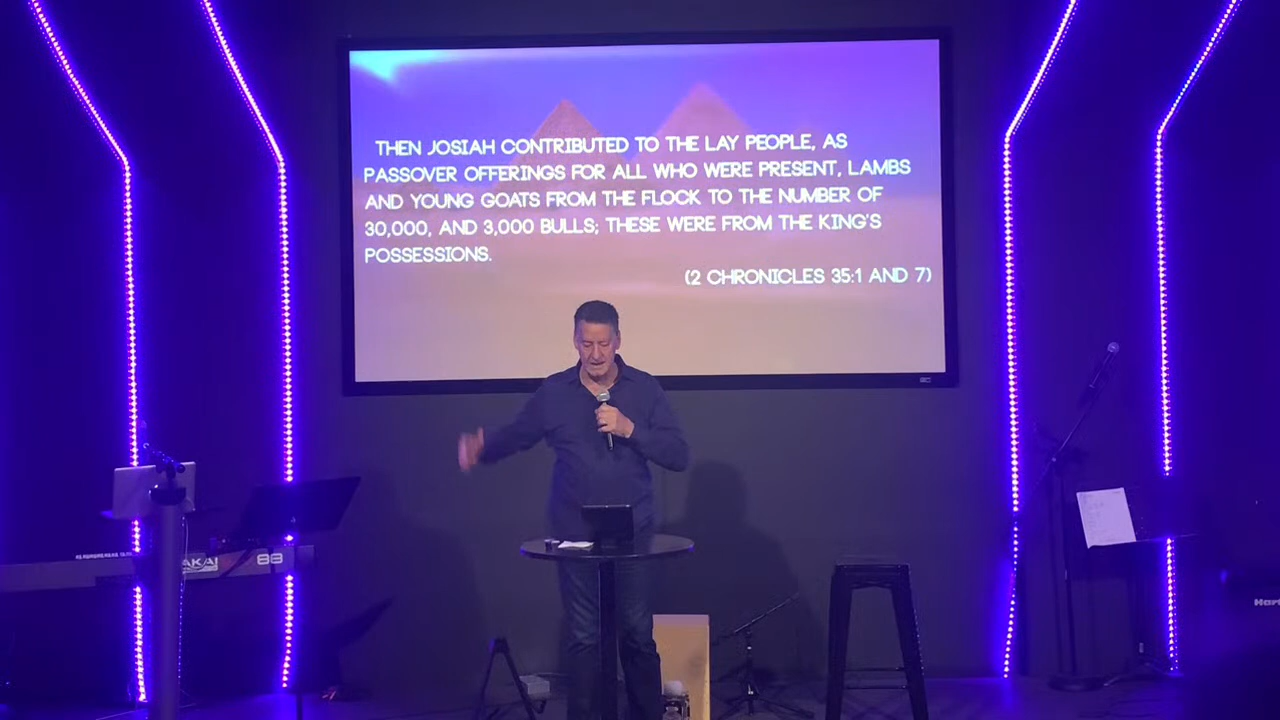 THEN JOSIAH CONTRIBUTED TO THE LAY PEOPLE, AS
PASSOVER OFFERINGS FOR ALL WHO WERE PRESENT, LAMBS
AND YOUNG GOATS FROM THE FLOCK TO THE NUMBER OF
30,000, AND 3,000 BULLS; THESE WERE FROM THE KING'S
POSSESSIONS.
(2 CHRONICLES 35:1 AND 7)
AKAI
88